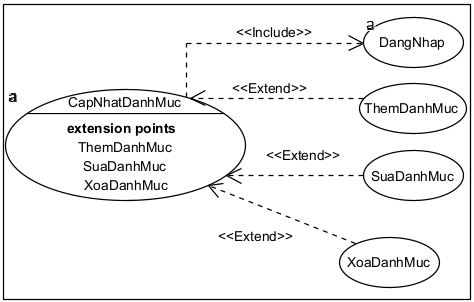 <<Include>>
a
DangNhap
a
CapNhatDanhMuc
<<Extend>>
ThemDanhMuc
extension points
ThemDanhMuc
SuaDanhMuc
XoaDanhMuc
<<Extend>>
SuaDanhMuc
<<Extend>>
XoaDanhMuc